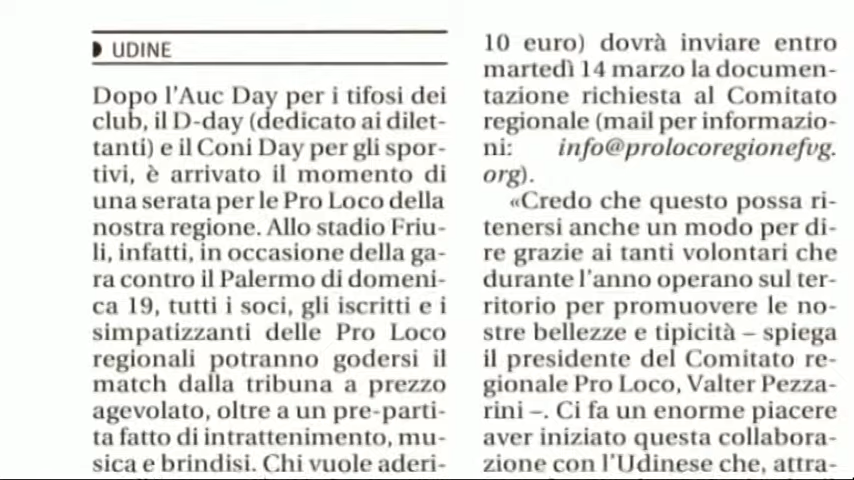 UDINE
Dopo l'Auc Day per i tifosi dei
club, il D-day (dedicato ai dilet-
tanti) e il Coni Day per gli spor-
tivi, è arrivato il momento di
una serata per le Pro Loco della
nostra regione. Allo stadio Friu-
li, infatti, in occasione della ga-
ra contro il Palermo di domeni-
ca 19, tutti i soci, gli iscritti e i
simpatizzanti delle Pro Loco
regionali potranno godersi il
match dalla tribuna a prezzo
agevolato, oltre a un pre-parti-
ta fatto di intrattenimento, mu-
sica e brindisi. Chi vuole aderi-
10 euro) dovrà inviare entro
martedì 14 marzo la documen-
tazione richiesta al Comitato
regionale (mail per informazio-
ni: info@prolocoregionefvg.
org).
«Credo che questo possa ri-
tenersi anche un modo per di-
re grazie ai tanti volontari che
durante l'anno operano sul ter-
ritorio per promuovere le no-
stre bellezze e tipicità – spiega
il presidente del Comitato re-
gionale Pro Loco, Valter Pezza-
rini –. Ci fa un enorme piacere
aver iniziato questa collabora-
zione con l'Udinese che, attra-